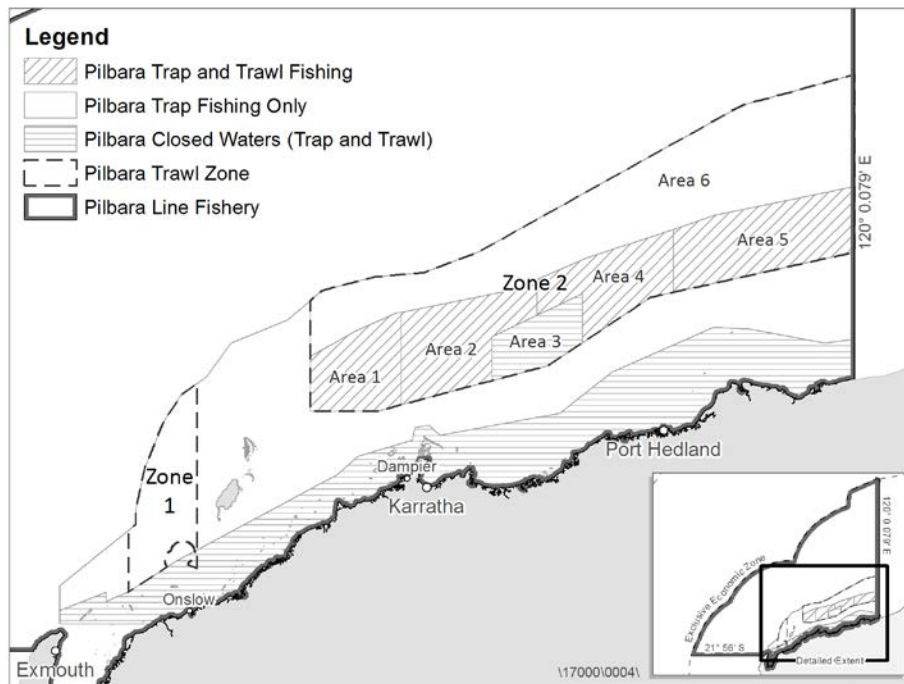 Legend
Pilbara Trap and Trawl Fishing
Pilbara Trap Fishing Only
Pilbara Closed Waters (Trap and Trawl)
Pilbara Trawl Zone
Pilbara Line Fishery
120° 0.079' E
Area 6
Area 5
Area 4
Zone 2
Area 3
Area 2
Area 1
Zone
1
Port Hedland
Dampier
Karratha
Onslow
Exmouth
\17000\0004\
120° 0.079' E
Exclusive Economic Zone
21° 56' S
Detailed Extent